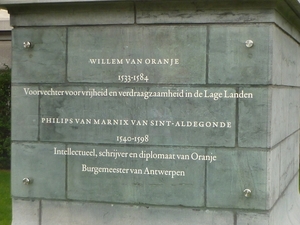 WILLEM VAN ORANJE
1533-1584
Voorvechter voor vrijheid en verdraagzaamheid in de Lage Landen
PHILIPS VAN MARNIX VAN SINT-ALDEGONDE
1540-1598
Intellectueel, schrijver en diplomaat van Oranje
Burgemeester van Antwerpen